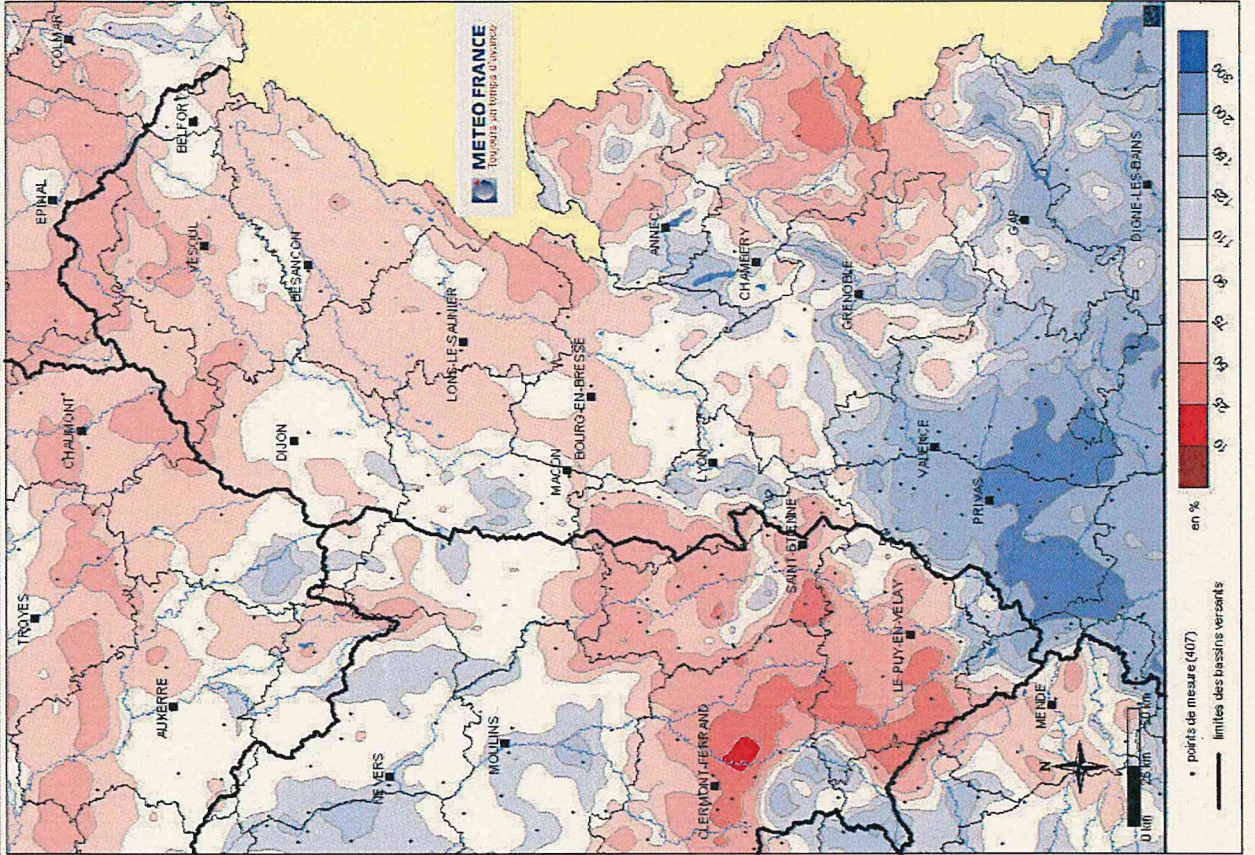 COLMAR
EPINAL
BELFORT
CHAUMONT
TROYES
VESOUL
AUXERRE
BESANCON
DIJON
METEO FRANCE
Toujours un temps d'avance
NEVERS
LONS-LE-SAUNIER
MOULINS
MACON
BOURG-EN-BRESSE
ANNECY
LYON
CHAMBERY
CLERMONT-FERRAND
SAINT-ETIENNE
GRENOBLE
LE-PUY-EN-VELAY
VALENCE
PRIVAS
GAP
MENDE
DIGNE-LES-BAINS
N
0 km 25 km 50 km
points de mesure (407)
limites des bassins versants
en %
10 25 50 75 90 110 125 150 200 300